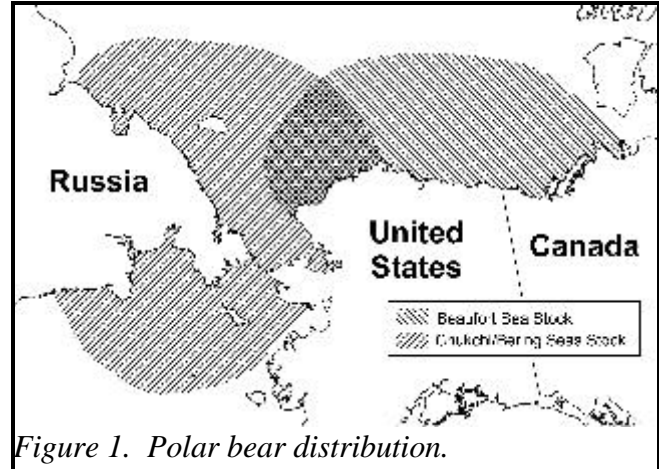 Russia
United
States
Canada
Beaufort Sea Stock
Chukchi/Bering Seas Stock
Figure 1. Polar bear distribution.